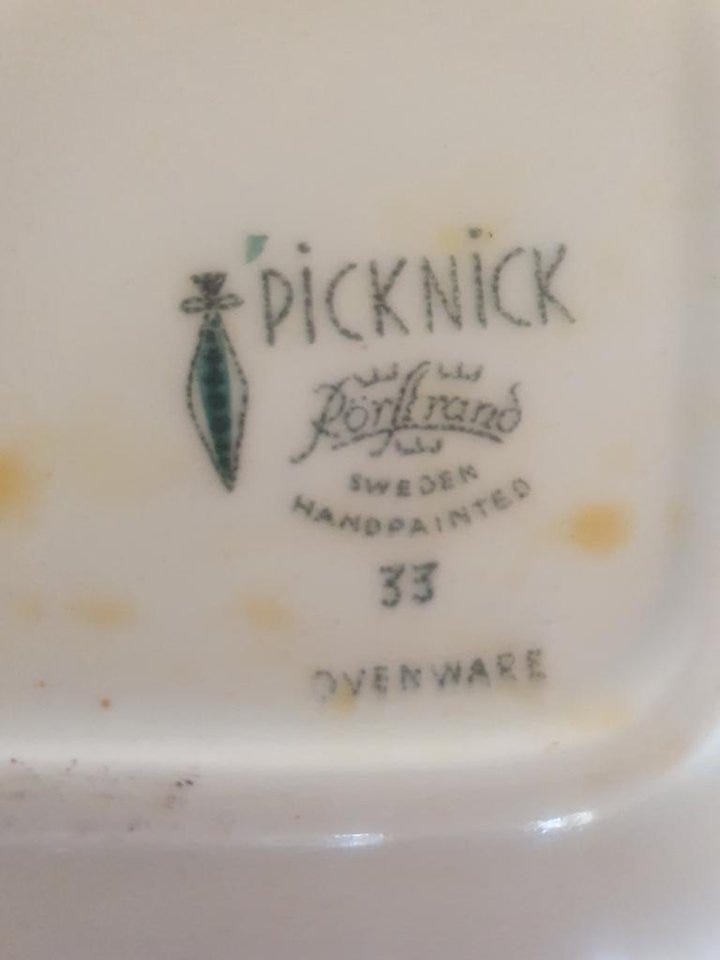 PiCKNiCK
Rörstrand
SWEDEN
HANDPAINTED
33
OVENWARE